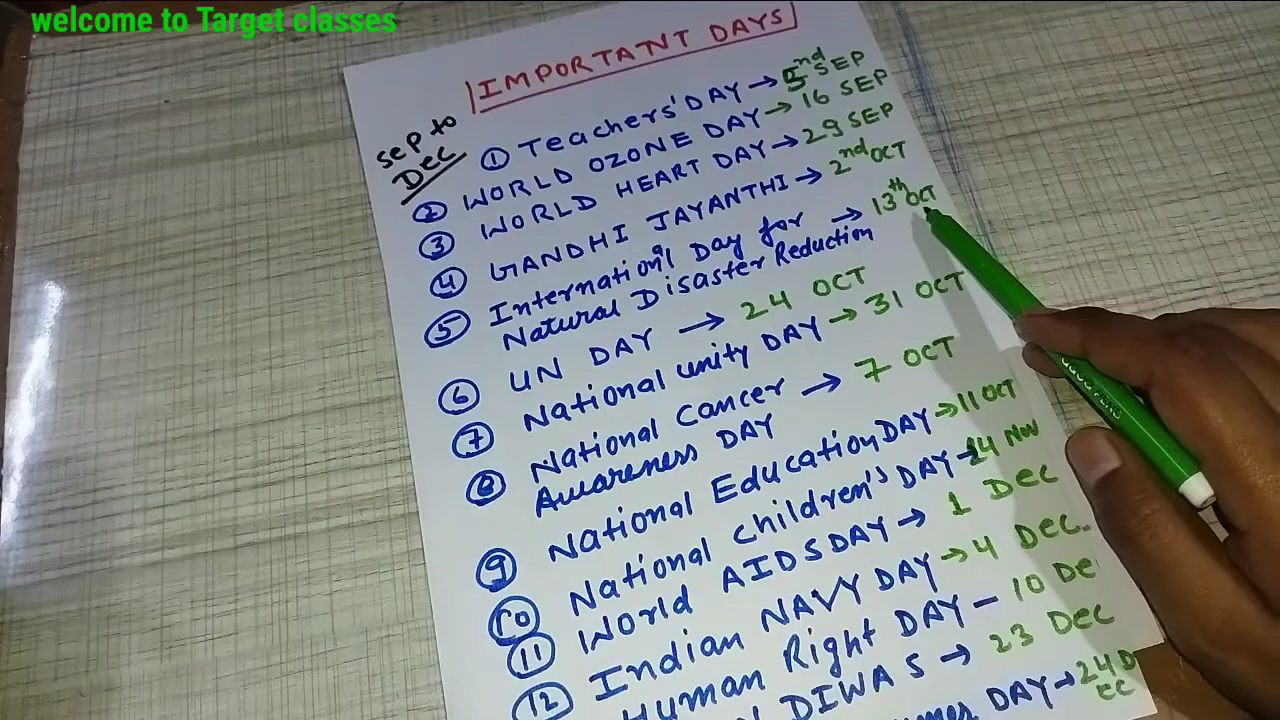 welcome to Target classes
IMPORTANT DAYS
Sep to
Dec
① Teachers' DAY → 5nd SEP
② WORLD OZONE DAY → 16 SEP
③ WORLD HEART DAY → 29 SEP
④ GANDHI JAYANTHI → 2nd OCT
⑤ International Day for → 13th OCT
Natural Disaster Reduction
⑥ UN DAY → 24 OCT
⑦ National unity DAY → 31 OCT
⑧ National Cancer → 7 OCT
Awareness DAY
⑨ National Education DAY → 11 OCT
⑩ National Children's DAY - 14 Nov
⑪ World AIDS DAY → 1 Dec
⑫ Indian NAVY DAY → 4 Dec
Human Right DAY - 10 De
DIWAS → 23 Dec
DAY → 24 D
ec